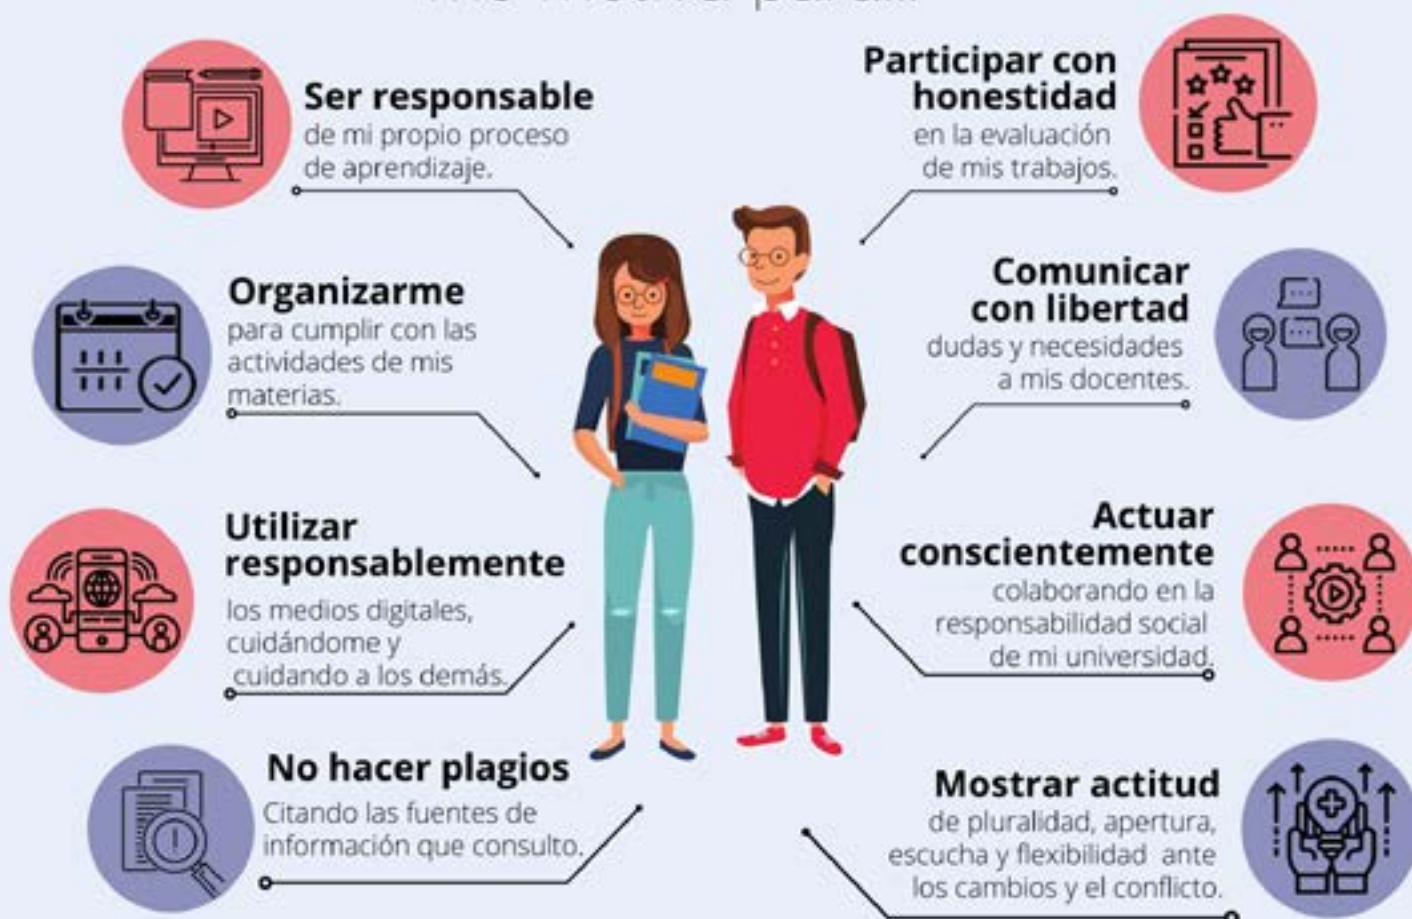 Ser responsable
de mi propio proceso
de aprendizaje.
Organizarme
para cumplir con las
actividades de mis
materias.
Utilizar
responsablemente
los medios digitales,
cuidándome y
cuidando a los demás.
No hacer plagios
Citando las fuentes de
información que consulto.
Participar con
honestidad
en la evaluación
de mis trabajos.
Comunicar
con libertad
dudas y necesidades
a mis docentes.
Actuar
conscientemente
colaborando en la
responsabilidad social
de mi universidad.
Mostrar actitud
de pluralidad, apertura,
escucha y flexibilidad ante
los cambios y el conflicto.